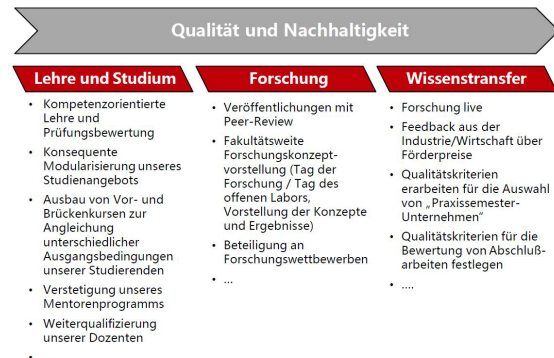 Qualität und Nachhaltigkeit
Lehre und Studium
• Kompetenzorientierte
Lehre und
Prüfungsbewertung
• Konsequente
Modularisierung unseres
Studienangebots
• Ausbau von Vor- und
Brückenkursen zur
Angleichung
unterschiedlicher
Ausgangsbedingungen
unserer Studierenden
• Verstetigung unseres
Mentorenprogramms
• Weiterqualifizierung
unserer Dozenten
•
Forschung
• Veröffentlichungen mit
Peer-Review
• Fakultätsweite
Forschungskonzept-
vorstellung (Tag der
Forschung / Tag des
offenen Labors,
Vorstellung der Konzepte
und Ergebnisse)
• Beteiligung an
Forschungswettbewerben
• ...
Wissenstransfer
• Forschung live
• Feedback aus der
Industrie/Wirtschaft über
Förderpreise
• Qualitätskriterien
erarbeiten für die Auswahl
von „Praxissemester-
Unternehmen"
• Qualitätskriterien für die
Bewertung von Abschluß-
arbeiten festlegen
• ....